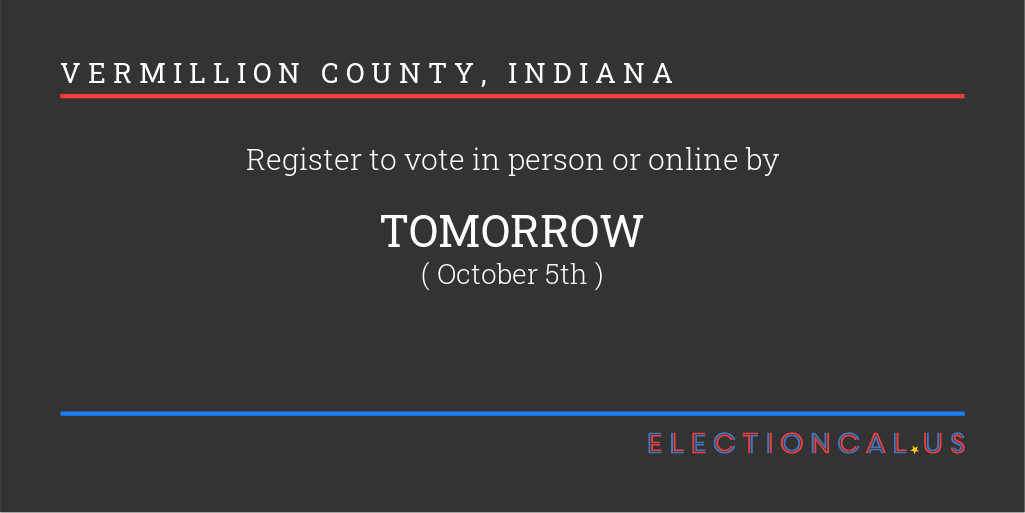 VERMILLION COUNTY, INDIANA
Register to vote in person or online by
TOMORROW
( October 5th )
ELECTIONCAL.US